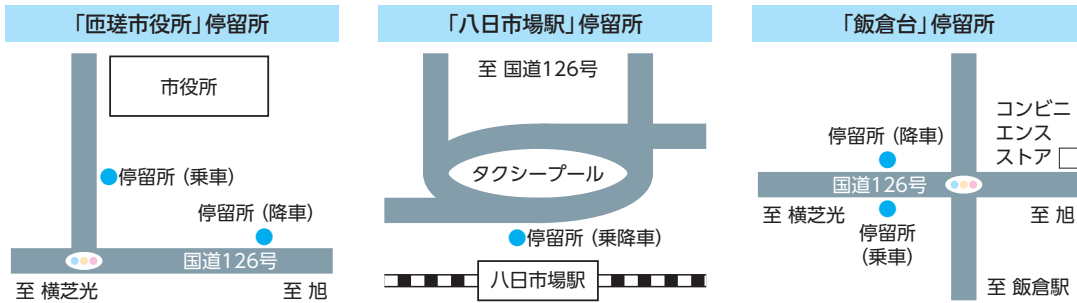 「匝瑳市役所」停留所
市役所
停留所（乗車）
停留所（降車）
国道126号
至 横芝光
至 旭
「八日市場駅」停留所
至 国道126号
タクシープール
停留所（乗降車）
八日市場駅
「飯倉台」停留所
コンビニ
エンス
ストア
停留所（降車）
国道126号
至 横芝光
至 旭
停留所
（乗車）
至 飯倉駅